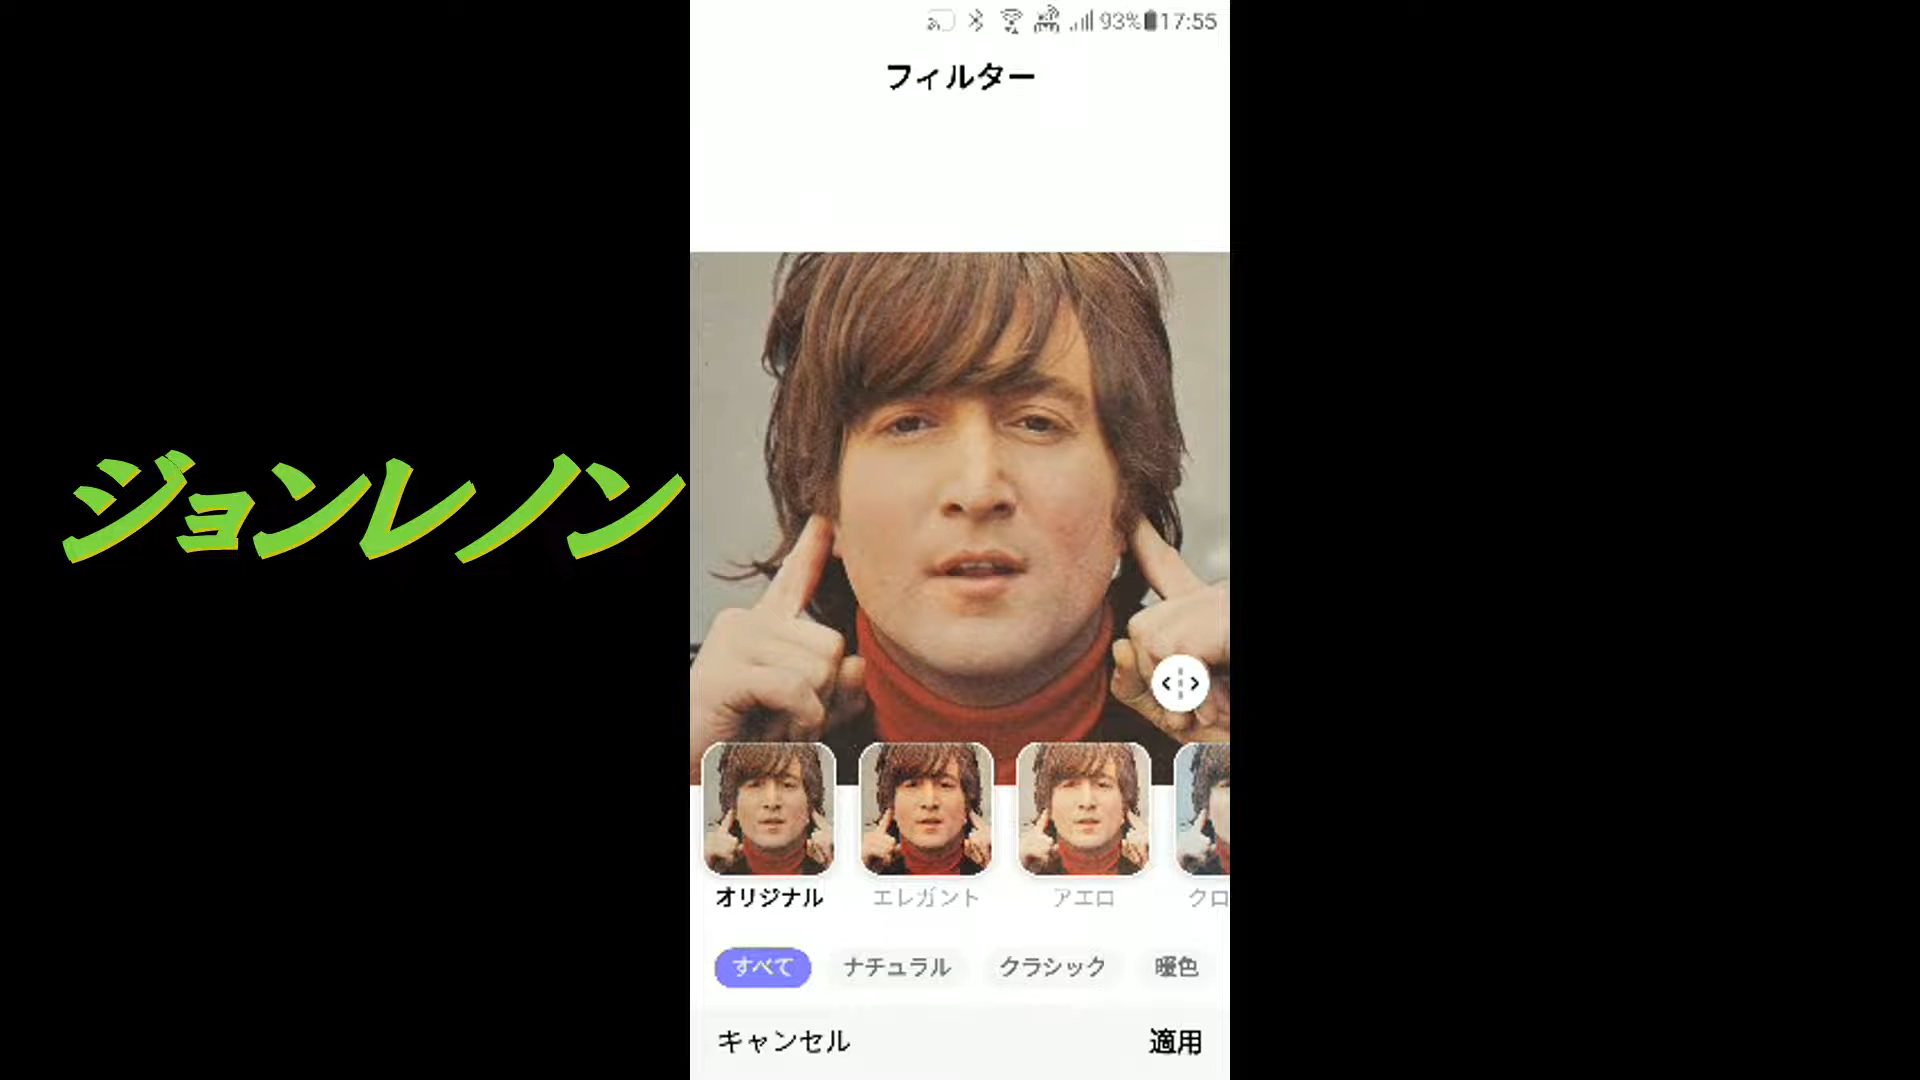 93% 17:55
フィルター
ジョンレノン
オリジナル エレガント アエロ クロ
すべて ナチュラル クラシック 暖色
キャンセル 適用